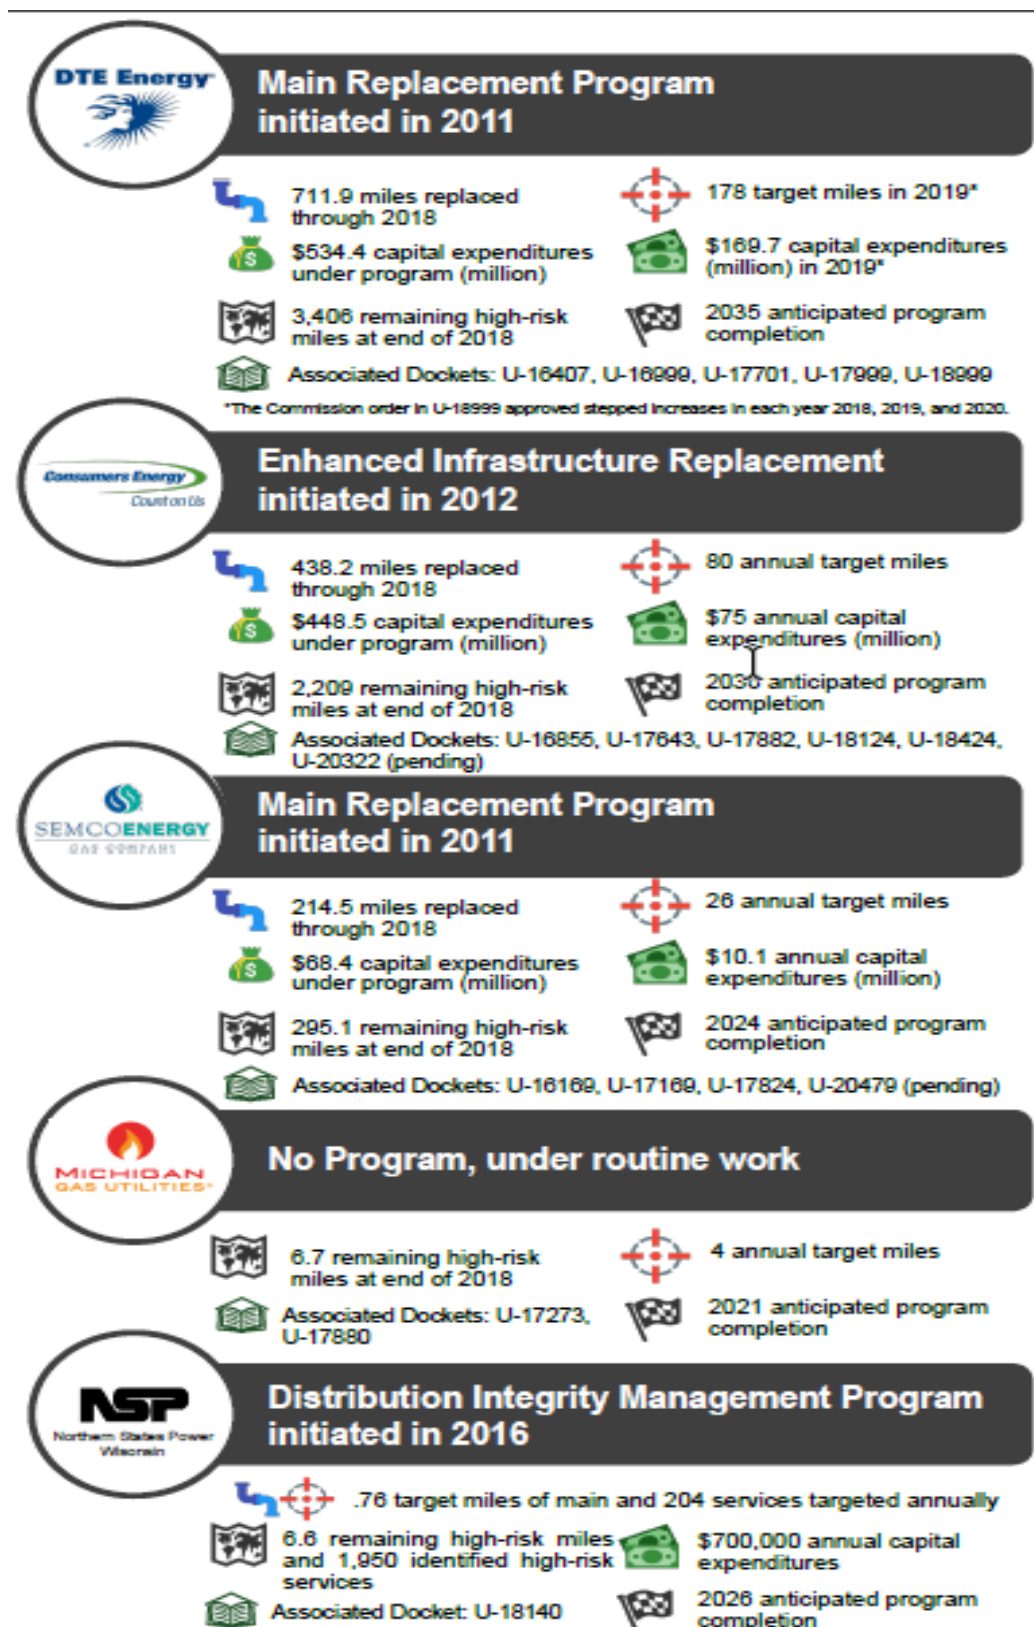 DTE Energy
Main Replacement Program
initiated in 2011
711.9 miles replaced
through 2018
178 target miles in 2019*
$534.4 capital expenditures
under program (million)
$169.7 capital expenditures
(million) in 2019*
3,406 remaining high-risk
miles at end of 2018
2035 anticipated program
completion
Associated Dockets: U-16407, U-16999, U-17701, U-17999, U-18999
*The Commission order in U-18999 approved stepped increases in each year 2018, 2019, and 2020.
Consumers Energy
Count on Us
Enhanced Infrastructure Replacement
initiated in 2012
438.2 miles replaced
through 2018
80 annual target miles
$448.5 capital expenditures
under program (million)
$75 annual capital
expenditures (million)
2,209 remaining high-risk
miles at end of 2018
anticipated program
completion
Associated Dockets: U-16855, U-17643, U-17882, U-18124, U-18424,
U-20322 (pending)
SEMCOENERGY
GAS COMPANY
Main Replacement Program
initiated in 2011
214.5 miles replaced
through 2018
26 annual target miles
$68.4 capital expenditures
under program (million)
$10.1 annual capital
expenditures (million)
295.1 remaining high-risk
miles at end of 2018
2024 anticipated program
completion
Associated Dockets: U-16169, U-17169, U-17824, U-20479 (pending)
MICHIGAN
GAS UTILITIES
No Program, under routine work
6.7 remaining high-risk
miles at end of 2018
4 annual target miles
Associated Dockets: U-17273,
U-17880
2021 anticipated program
completion
NSP
Northern States Power
Wisconsin
Distribution Integrity Management Program
initiated in 2016
.76 target miles of main and 204 services targeted annually
6.6 remaining high-risk miles
and 1,950 identified high-risk
services
$700,000 annual capital
expenditures
Associated Docket: U-18140
2026 anticipated program
completion